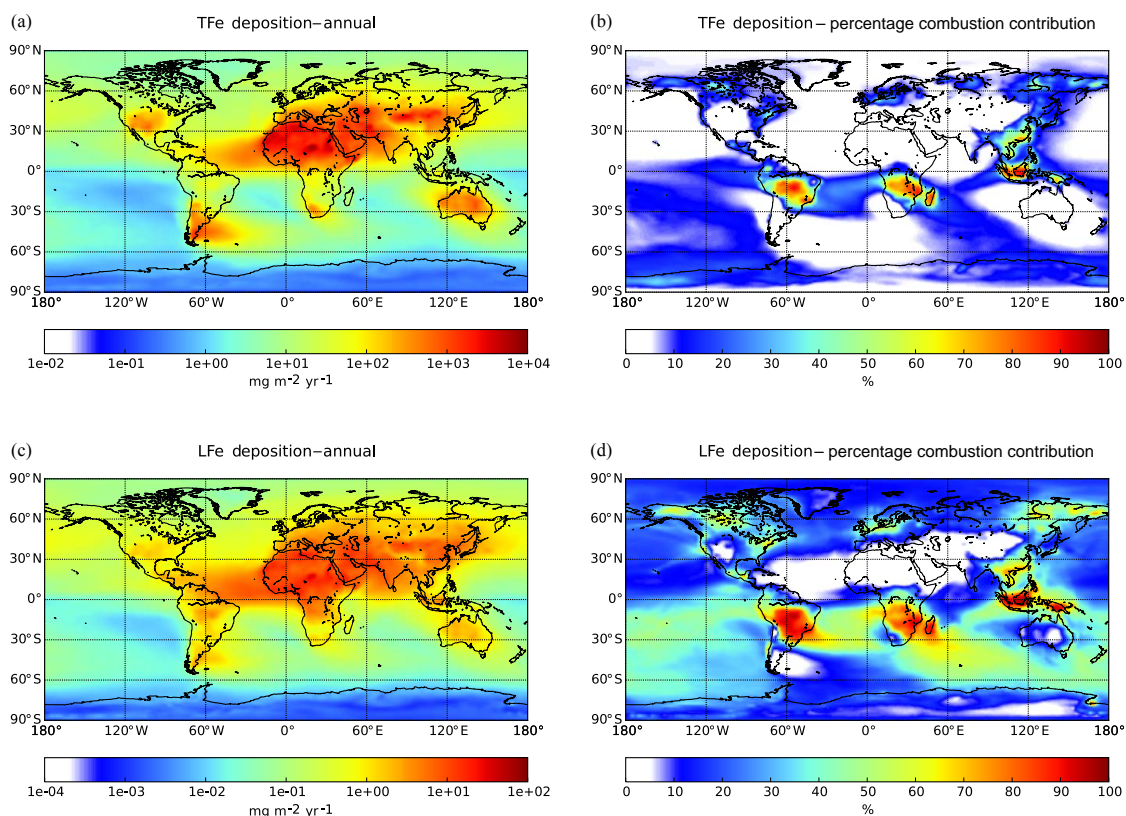 (a)
TFe deposition–annual
90°N
60°N
30°N
0°
30°S
60°S
90°S
180° 120°W 60°W 0° 60°E 120°E 180°
1e-02 1e-01 1e+00 1e+01 1e+02 1e+03 1e+04
mg m⁻² yr⁻¹
(b)
TFe deposition – percentage combustion contribution
90°N
60°N
30°N
0°
30°S
60°S
90°S
180° 120°W 60°W 0° 60°E 120°E 180°
0 10 20 30 40 50 60 70 80 90 100
%
(c)
LFe deposition–annual
90°N
60°N
30°N
0°
30°S
60°S
90°S
180° 120°W 60°W 0° 60°E 120°E 180°
1e-04 1e-03 1e-02 1e-01 1e+00 1e+01 1e+02
mg m⁻² yr⁻¹
(d)
LFe deposition – percentage combustion contribution
90°N
60°N
30°N
0°
30°S
60°S
90°S
180° 120°W 60°W 0° 60°E 120°E 180°
0 10 20 30 40 50 60 70 80 90 100
%